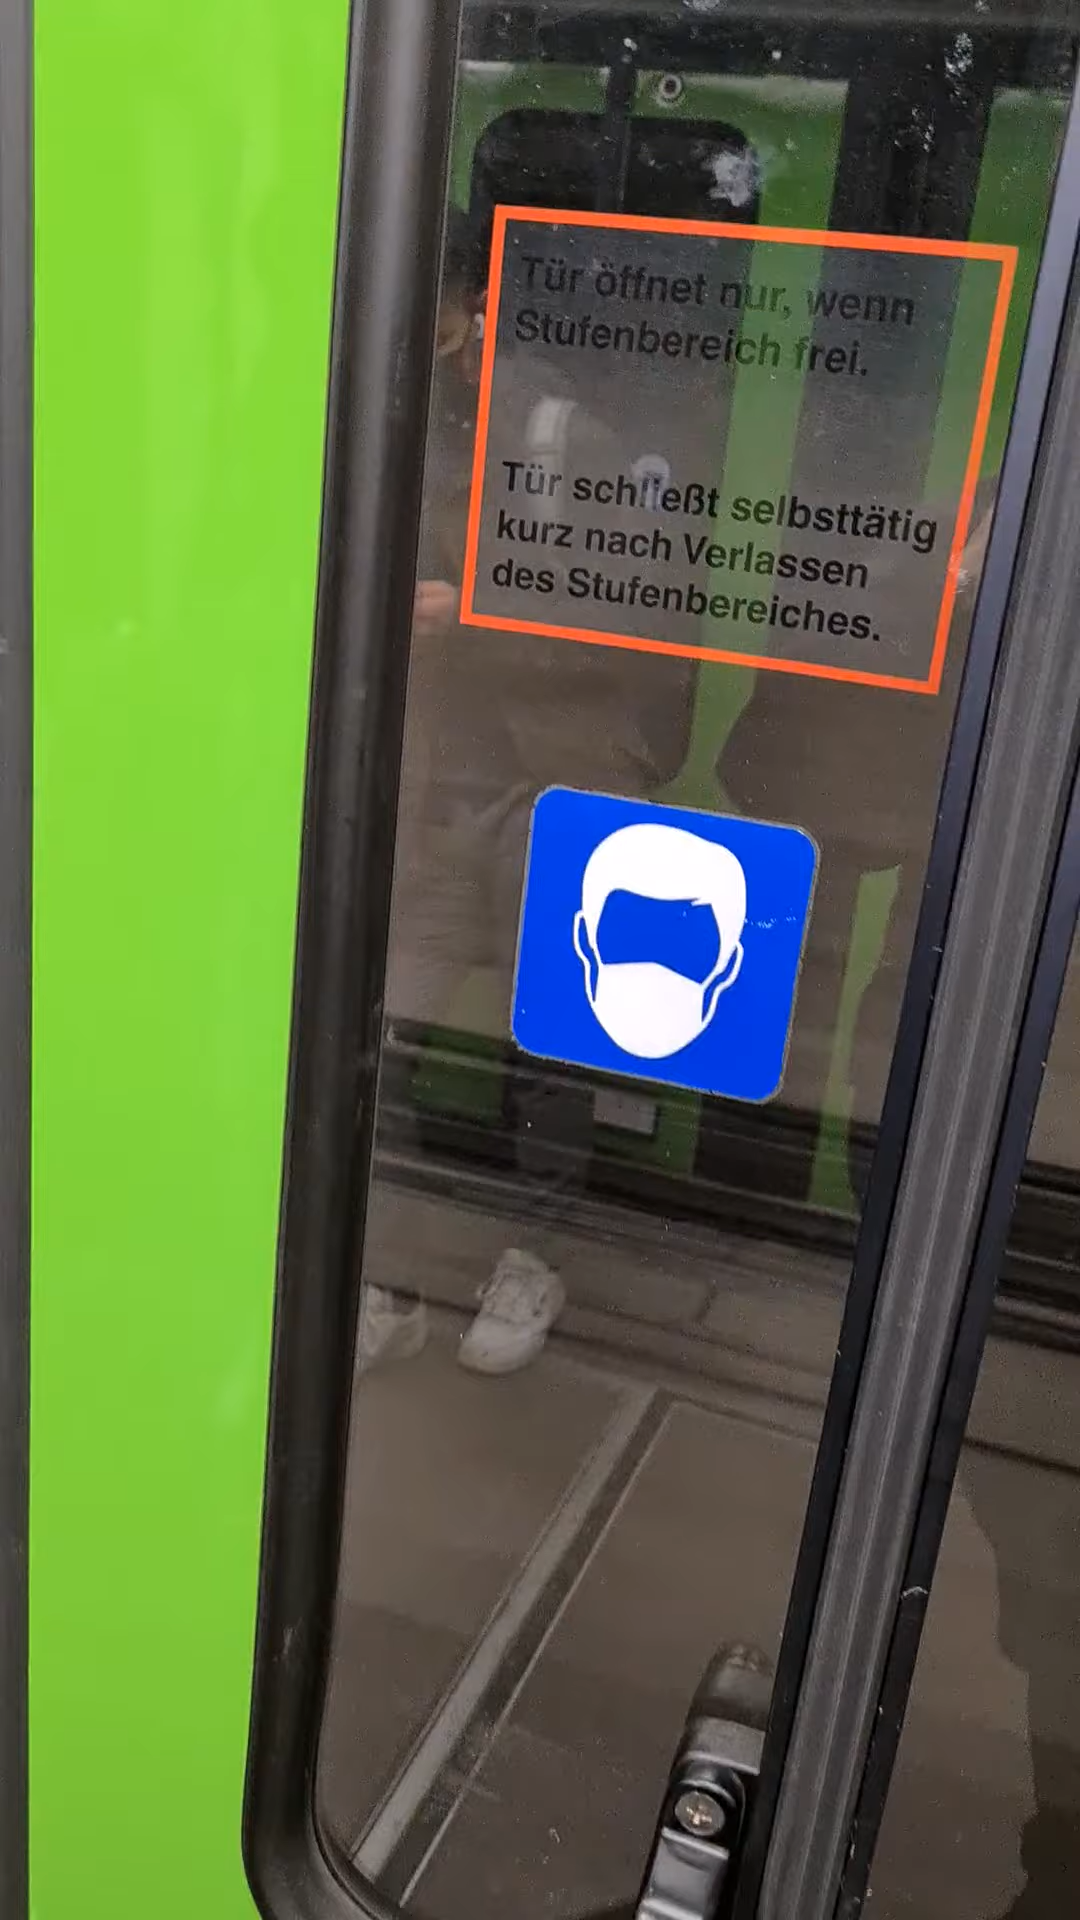 Tür öffnet nur, wenn
Stufenbereich frei.
Tür schließt selbsttätig
kurz nach Verlassen
des Stufenbereiches.